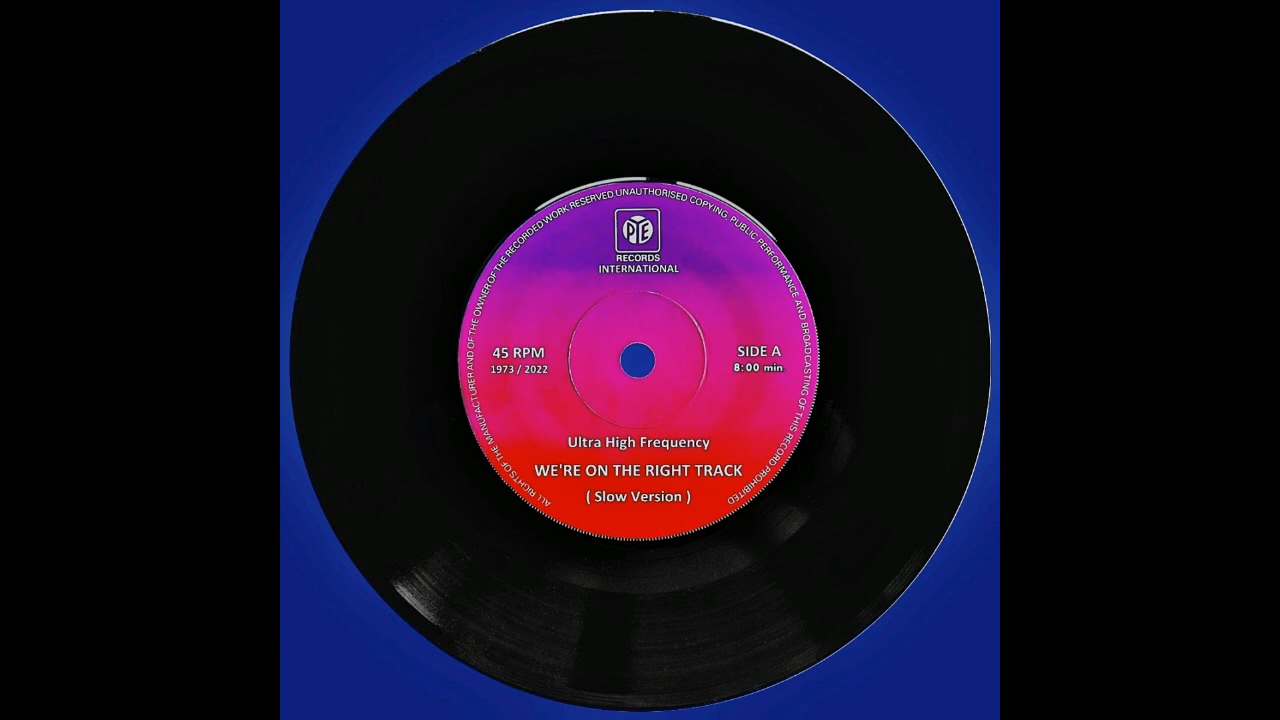 ALL RIGHTS OF THE MANUFACTURER AND OF THE OWNER OF THE RECORDED WORK RESERVED. UNAUTHORISED COPYING, PUBLIC PERFORMANCE AND BROADCASTING OF THIS RECORD PROHIBITED
PYE
RECORDS
INTERNATIONAL
45 RPM
1973 / 2022
SIDE A
8:00 min.
Ultra High Frequency
WE'RE ON THE RIGHT TRACK
( Slow Version )